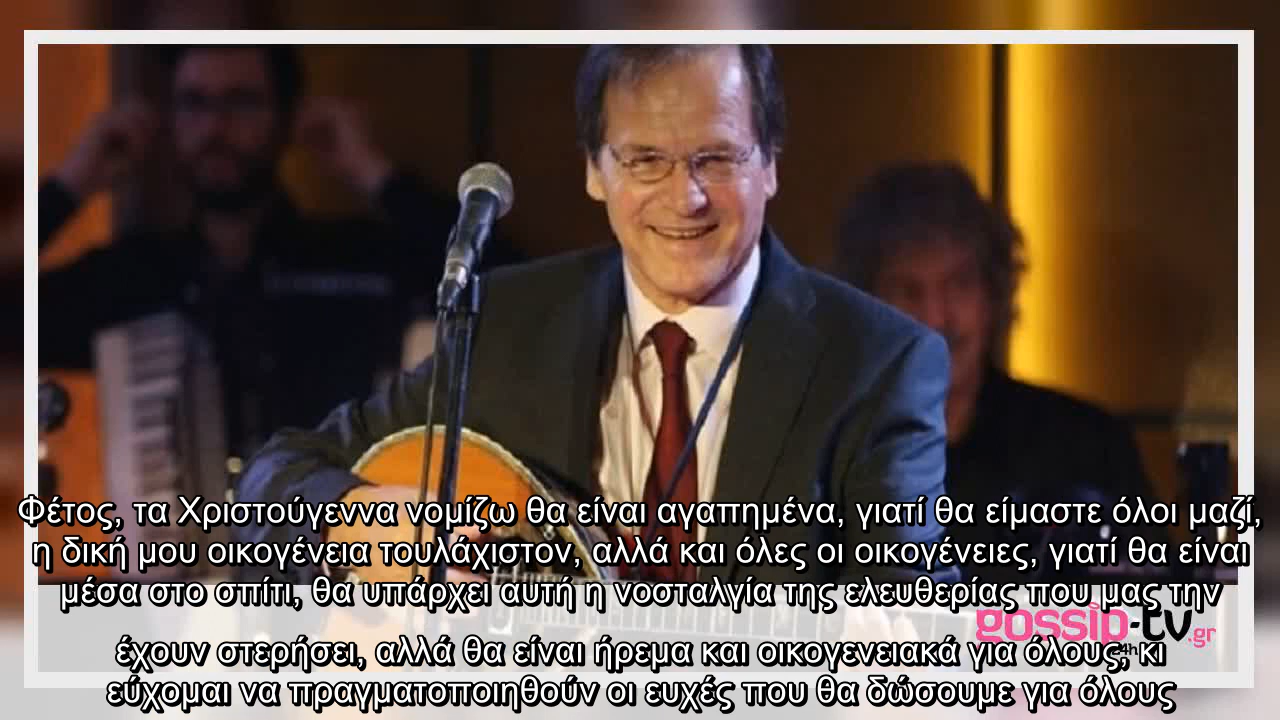 Φέτος, τα Χριστούγεννα νομίζω θα είναι αγαπημένα, γιατί θα είμαστε όλοι μαζί,
η δική μου οικογένεια τουλάχιστον, αλλά και όλες οι οικογένειες, γιατί θα είναι
μέσα στο σπίτι, θα υπάρχει αυτή η νοσταλγία της ελευθερίας που μας την
gossip-tv.gr
έχουν στερήσει, αλλά θα είναι ήρεμα και οικογενειακά για όλους, κι
εύχομαι να πραγματοποιηθούν οι ευχές που θα δώσουμε για όλους